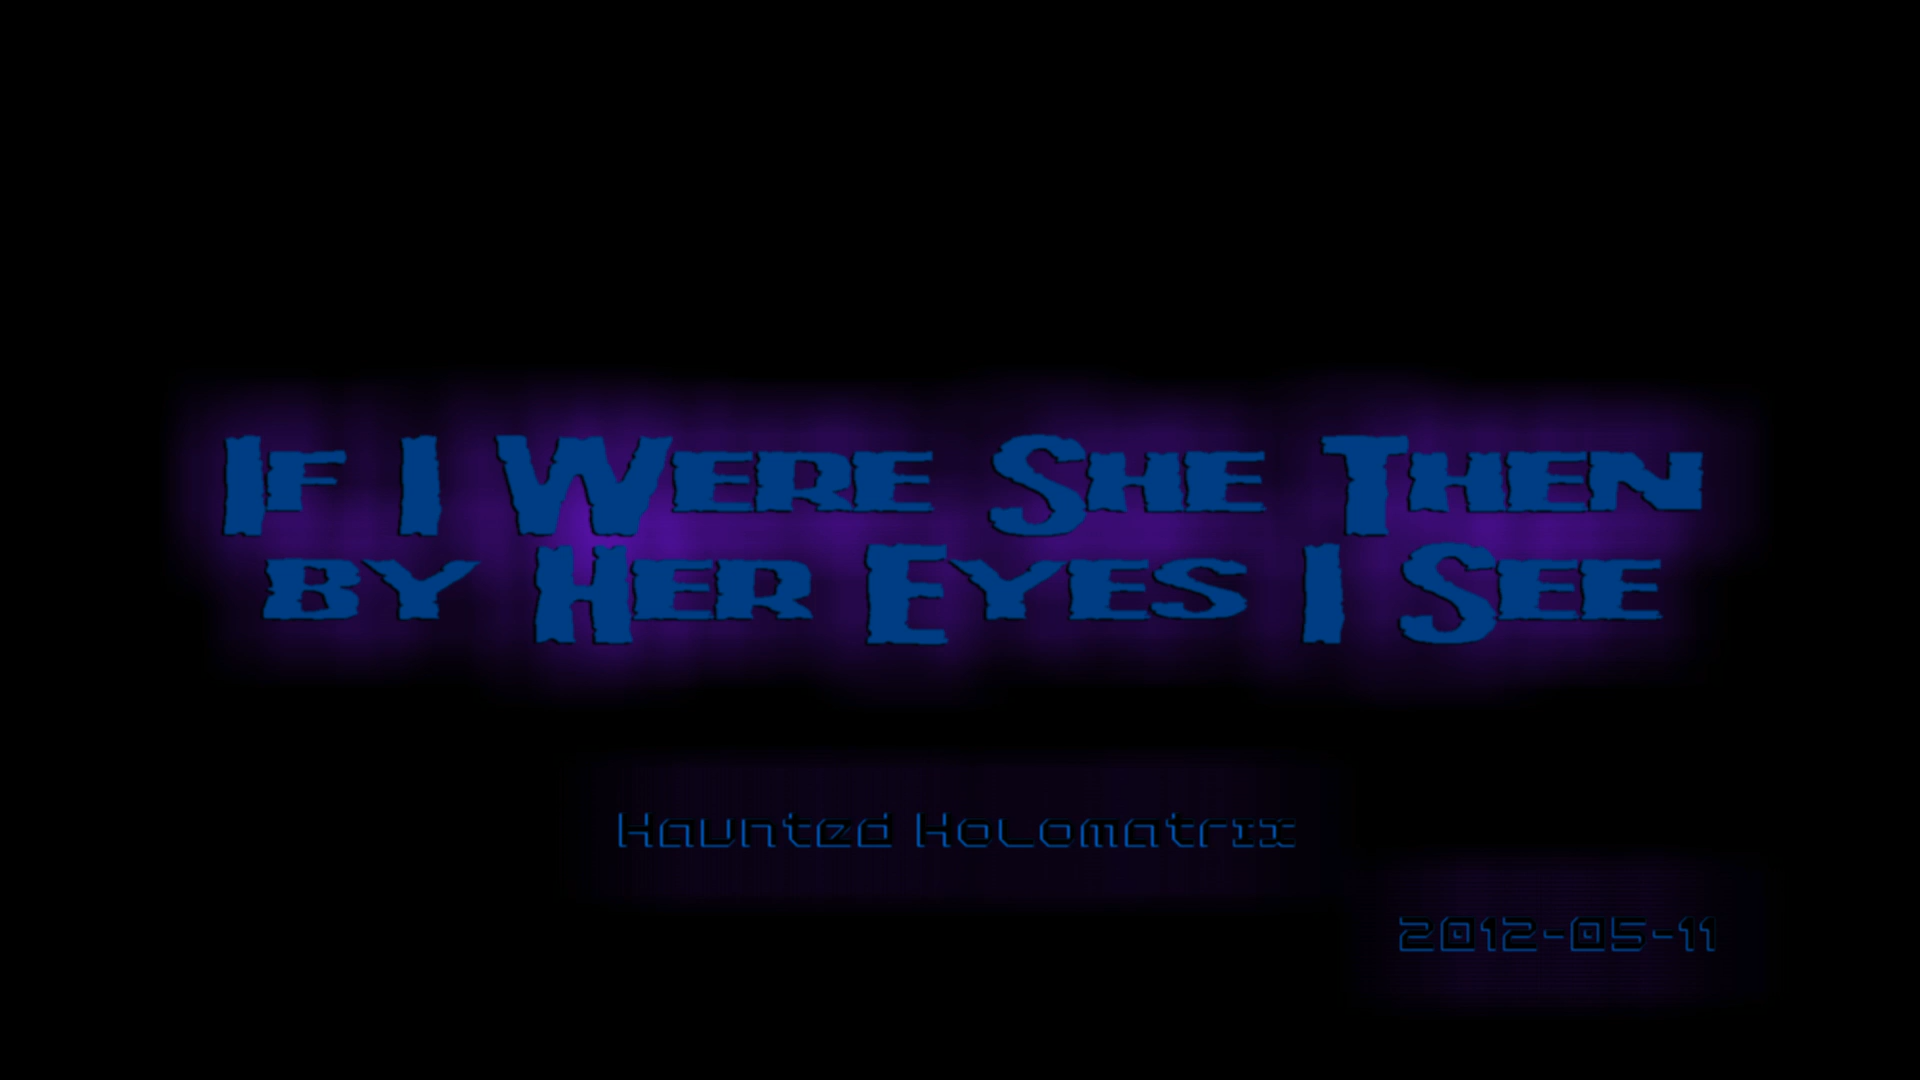 If I Were She Then
by Her Eyes I See
Haunted Holomatrix
2012-05-11